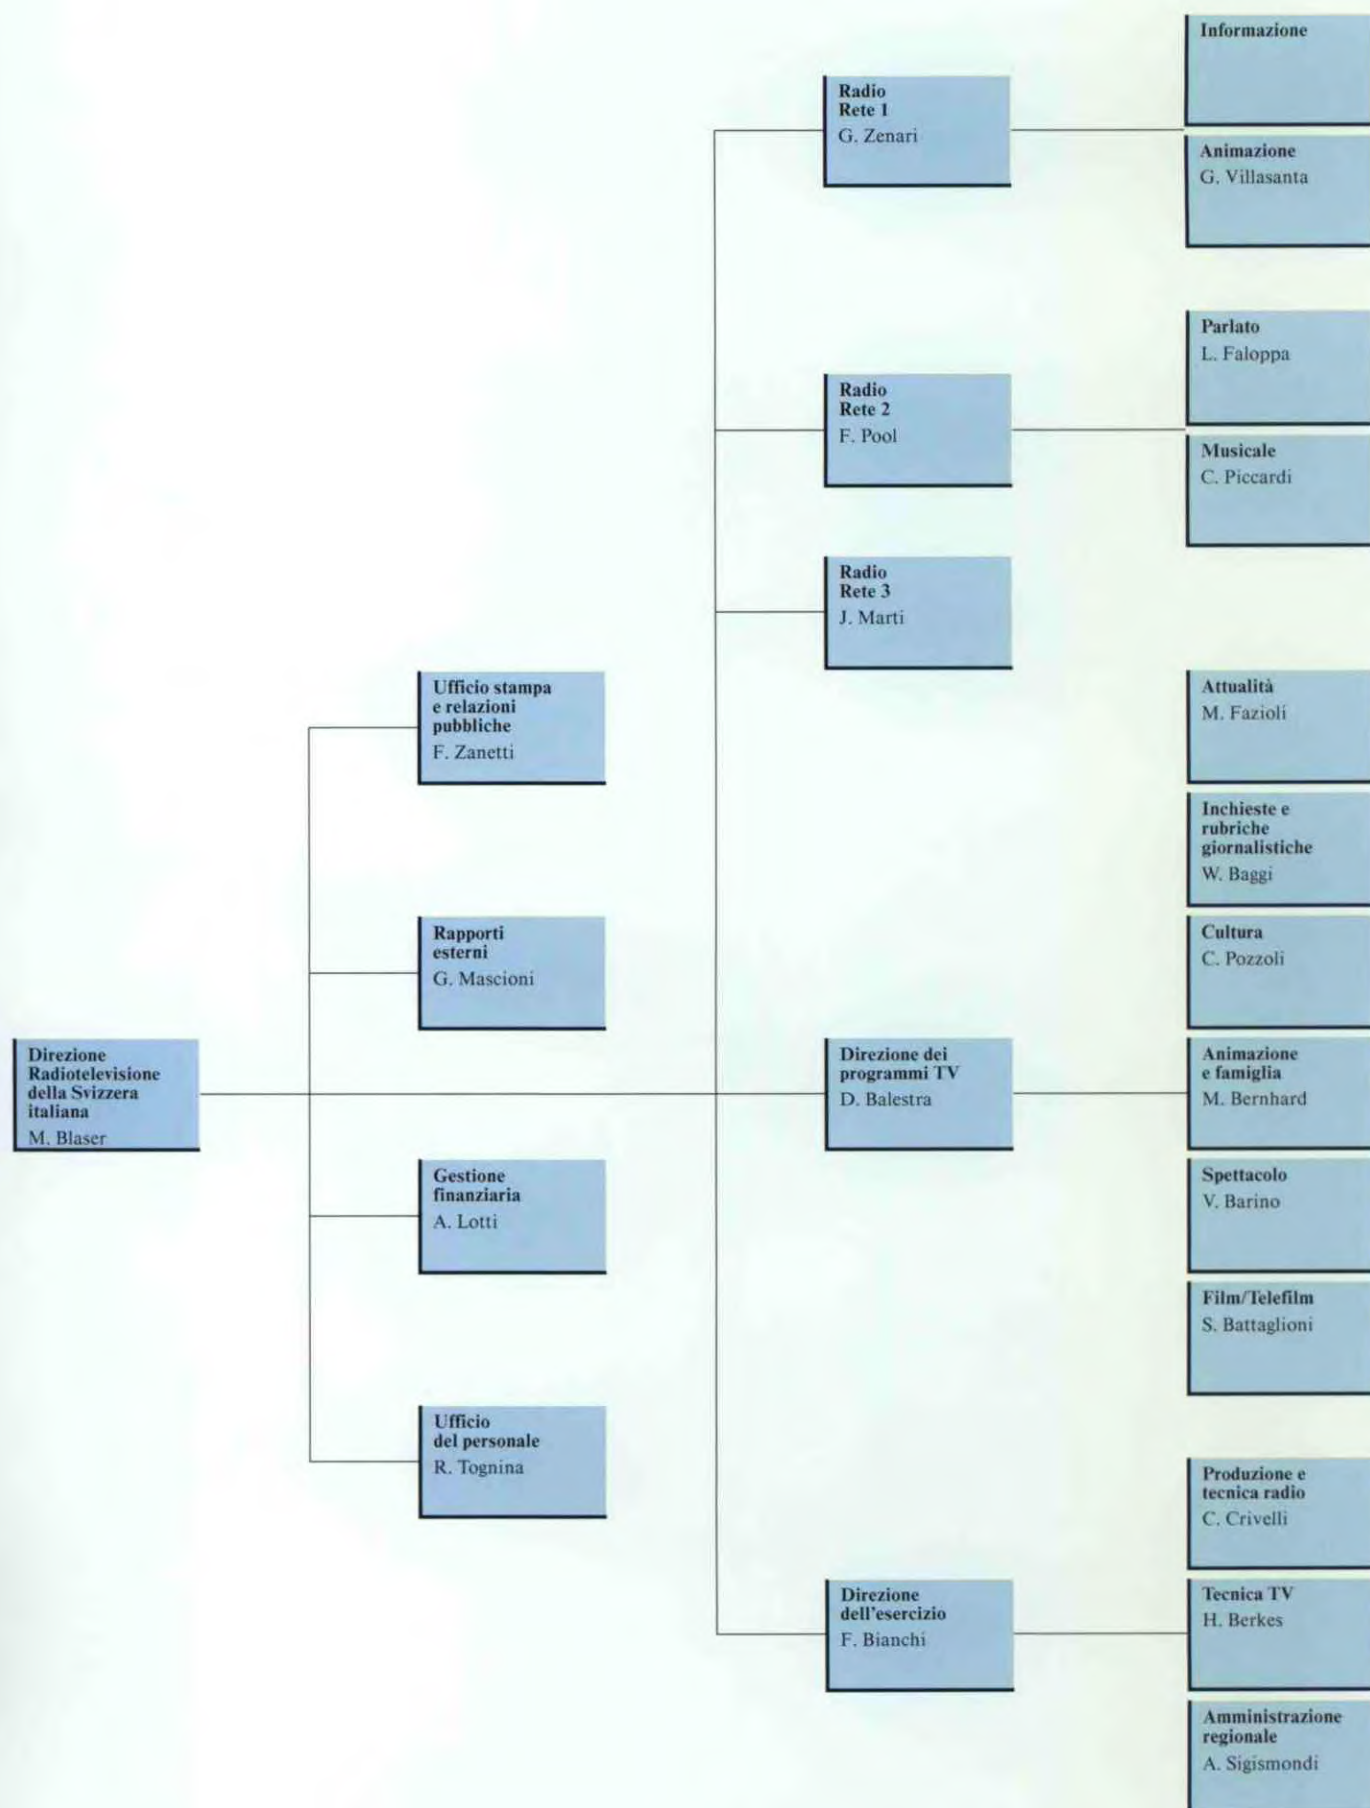 Informazione
Radio
Rete 1
G. Zenari
Animazione
G. Villasanta
Parlato
L. Faloppa
Radio
Rete 2
F. Pool
Musicale
C. Piccardi
Radio
Rete 3
J. Marti
Ufficio stampa
e relazioni
pubbliche
F. Zanetti
Attualità
M. Fazioli
Inchieste e
rubriche
giornalistiche
W. Baggi
Rapporti
esterni
G. Mascioni
Cultura
C. Pozzoli
Direzione
Radiotelevisione
della Svizzera
italiana
M. Blaser
Direzione dei
programmi TV
D. Balestra
Animazione
e famiglia
M. Bernhard
Gestione
finanziaria
A. Lotti
Spettacolo
V. Barino
Film/Telefilm
S. Battaglioni
Ufficio
del personale
R. Tognina
Produzione e
tecnica radio
C. Crivelli
Direzione
dell'esercizio
F. Bianchi
Tecnica TV
H. Berkes
Amministrazione
regionale
A. Sigismondi